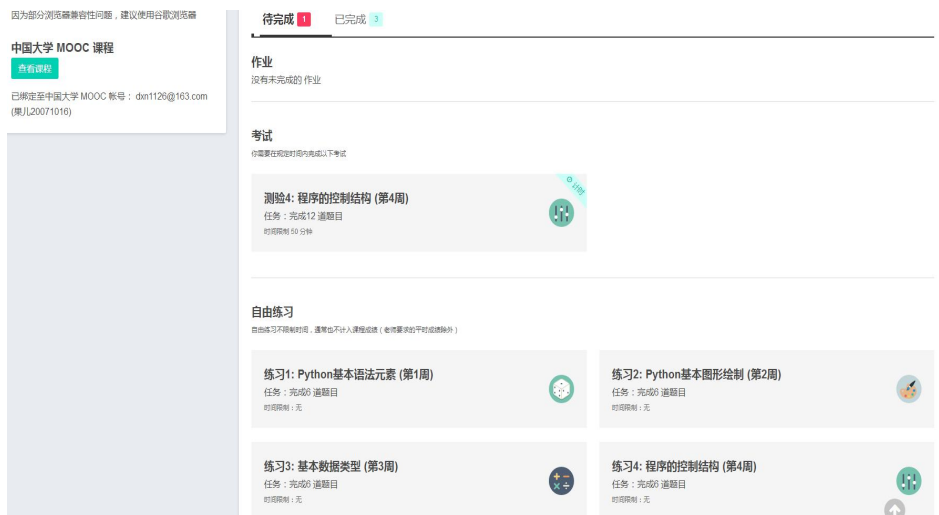 因为部分浏览器兼容性问题，建议使用谷歌浏览器
中国大学 MOOC 课程
查看课程
已绑定至中国大学 MOOC 帐号： dxn1126@163.com
(果儿20071016)
待完成 1 已完成 3
作业
没有未完成的 作业
考试
你需要在规定时间内完成以下考试
计时
测验4: 程序的控制结构 (第4周)
任务：完成12 道题目
时间限制 50 分钟
自由练习
自由练习不限制时间，通常也不计入课程成绩 ( 老师要求的平时成绩除外 )
练习1: Python基本语法元素 (第1周)
任务：完成6 道题目
时间限制：无
练习2: Python基本图形绘制 (第2周)
任务：完成6 道题目
时间限制：无
练习3: 基本数据类型 (第3周)
任务：完成6 道题目
时间限制：无
练习4: 程序的控制结构 (第4周)
任务：完成6 道题目
时间限制：无